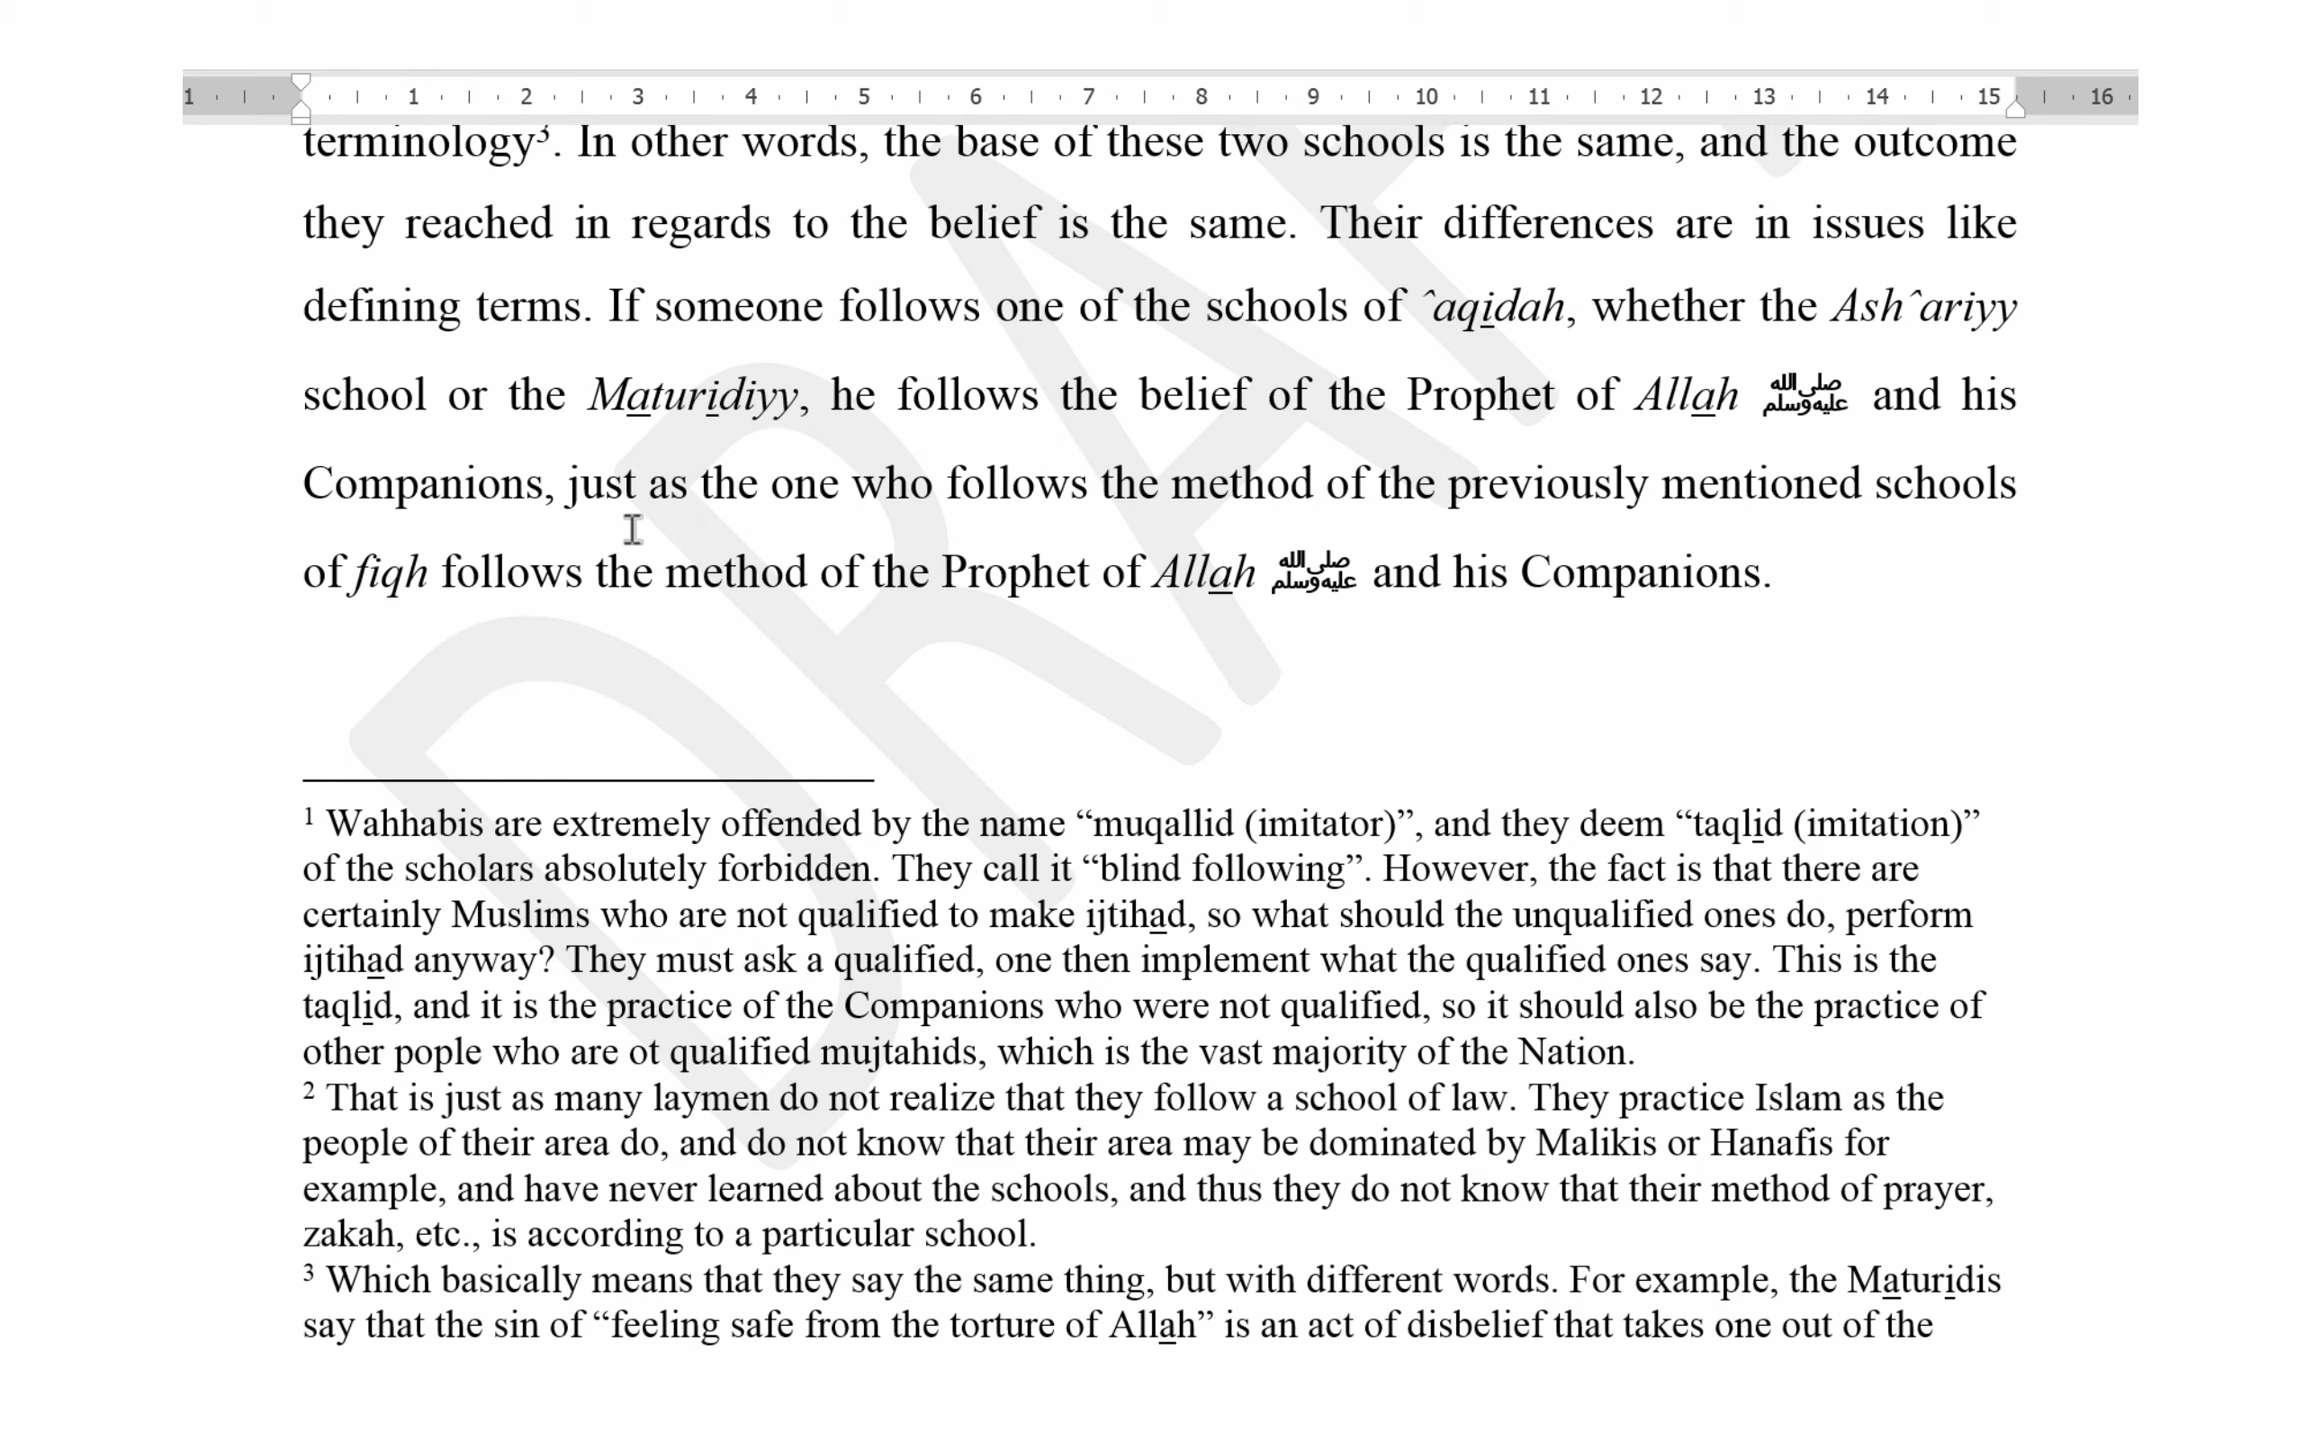 1 1 2 3 4 5 6 7 8 9 10 11 12 13 14 15 16
terminology³. In other words, the base of these two schools is the same, and the outcome
they reached in regards to the belief is the same. Their differences are in issues like
defining terms. If someone follows one of the schools of ^aqidah, whether the Ash^ariyy
school or the Maturidiyy, he follows the belief of the Prophet of Allah ﷺ and his
Companions, just as the one who follows the method of the previously mentioned schools
of fiqh follows the method of the Prophet of Allah ﷺ and his Companions.
¹ Wahhabis are extremely offended by the name “muqallid (imitator)”, and they deem “taqlid (imitation)”
of the scholars absolutely forbidden. They call it “blind following”. However, the fact is that there are
certainly Muslims who are not qualified to make ijtihad, so what should the unqualified ones do, perform
ijtihad anyway? They must ask a qualified, one then implement what the qualified ones say. This is the
taqlid, and it is the practice of the Companions who were not qualified, so it should also be the practice of
other pople who are ot qualified mujtahids, which is the vast majority of the Nation.
² That is just as many laymen do not realize that they follow a school of law. They practice Islam as the
people of their area do, and do not know that their area may be dominated by Malikis or Hanafis for
example, and have never learned about the schools, and thus they do not know that their method of prayer,
zakah, etc., is according to a particular school.
³ Which basically means that they say the same thing, but with different words. For example, the Maturidis
say that the sin of “feeling safe from the torture of Allah” is an act of disbelief that takes one out of the